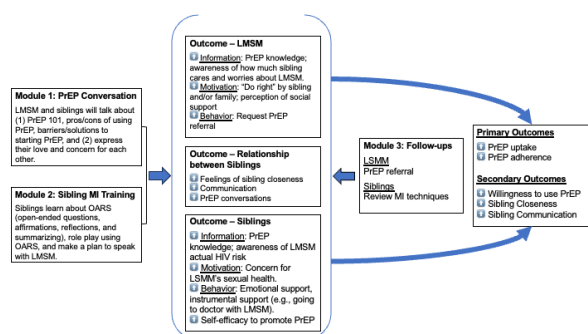 Module 1: PrEP Conversation
LMSM and siblings will talk about
(1) PrEP 101, pros/cons of using
PrEP, barriers/solutions to
starting PrEP, and (2) express
their love and concern for each
other.
Module 2: Sibling MI Training
Siblings learn about OARS
(open-ended questions,
affirmations, reflections, and
summarizing), role play using
OARS, and make a plan to speak
with LMSM.
Outcome – LMSM
Information: PrEP knowledge;
awareness of how much sibling
cares and worries about LMSM.
Motivation: “Do right” by sibling
and/or family; perception of social
support
Behavior: Request PrEP
referral
Outcome – Relationship
between Siblings
Feelings of sibling closeness
Communication
PrEP conversations
Outcome – Siblings
Information: PrEP
knowledge; awareness of LMSM
actual HIV risk
Motivation: Concern for
LSMM’s sexual health.
Behavior: Emotional support,
instrumental support (e.g., going
to doctor with LMSM).
Self-efficacy to promote PrEP
Module 3: Follow-ups
LSMM
PrEP referral
Siblings
Review MI techniques
Primary Outcomes
PrEP uptake
PrEP adherence
Secondary Outcomes
Willingness to use PrEP
Sibling Closeness
Sibling Communication